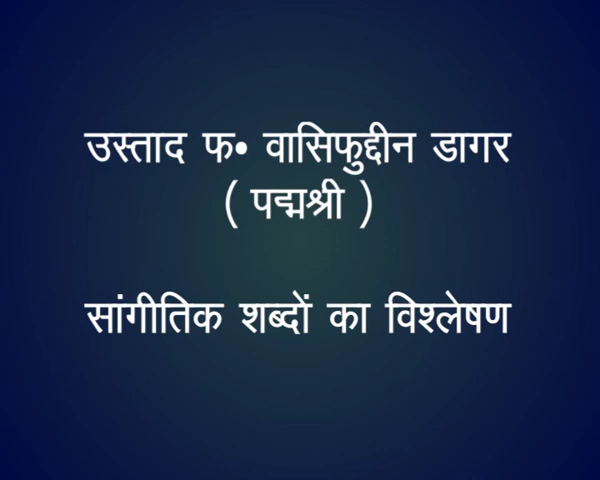 उस्ताद फ• वासिफुद्दीन डागर
( पद्मश्री )
सांगीतिक शब्दों का विश्लेषण